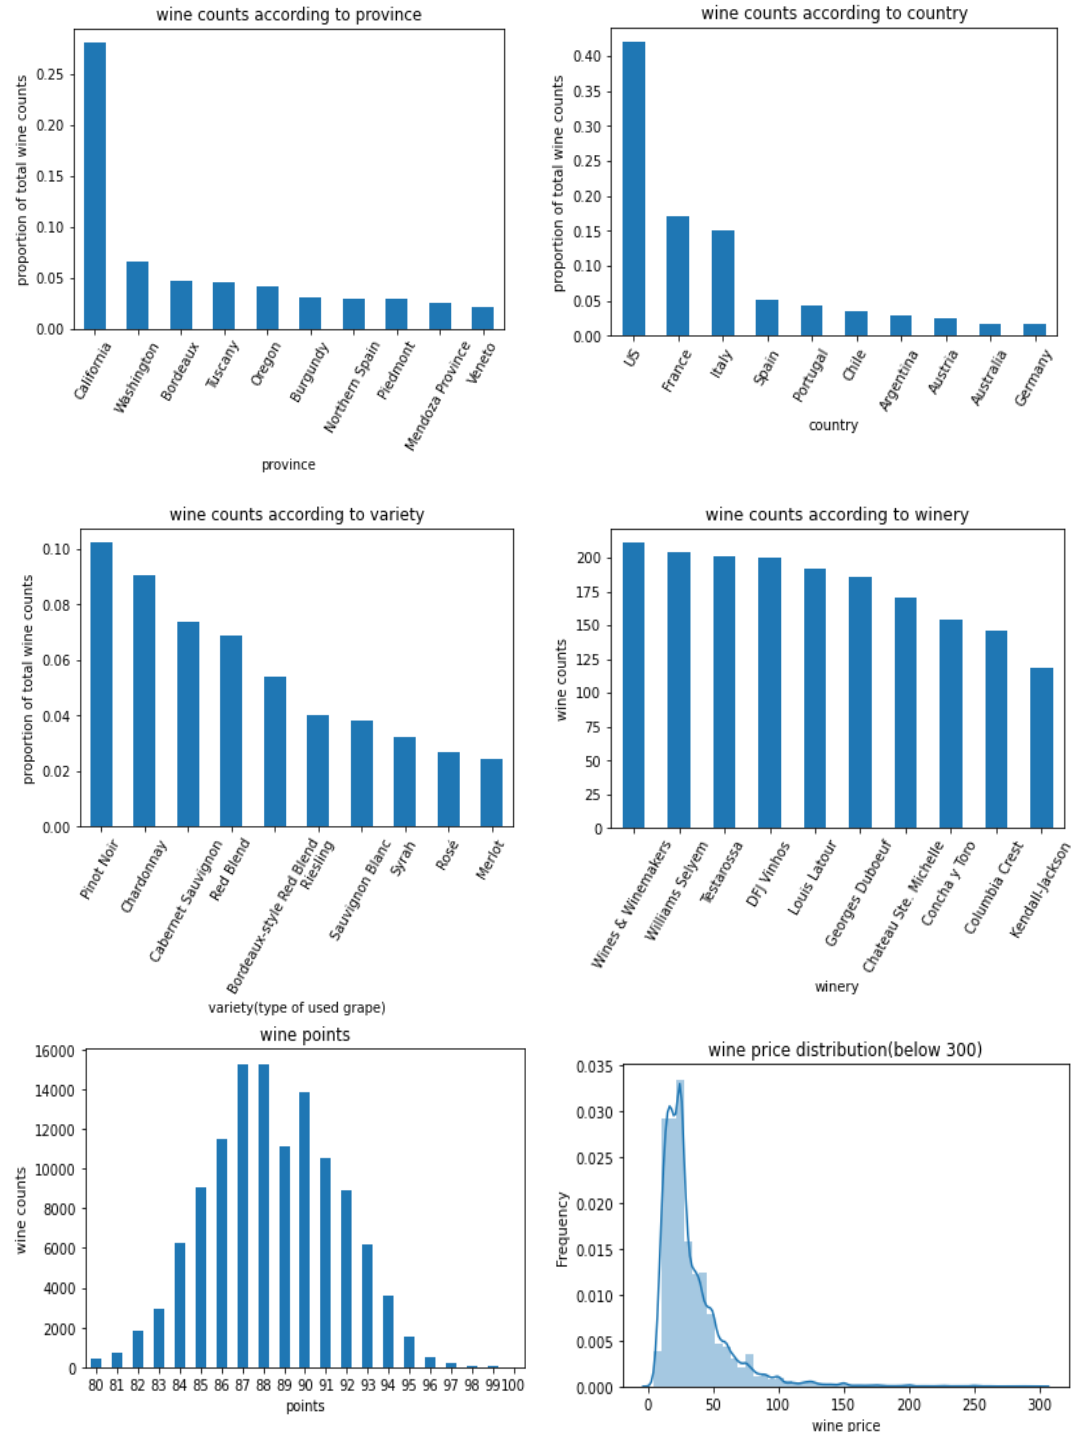 wine counts according to province
proportion of total wine counts
0.25
0.20
0.15
0.10
0.05
0.00
California
Washington
Bordeaux
Tuscany
Oregon
Burgundy
Northern Spain
Piedmont
Mendoza Province
Veneto
province
wine counts according to country
proportion of total wine counts
0.40
0.35
0.30
0.25
0.20
0.15
0.10
0.05
0.00
US
France
Italy
Spain
Portugal
Chile
Argentina
Austria
Australia
Germany
country
wine counts according to variety
proportion of total wine counts
0.10
0.08
0.06
0.04
0.02
0.00
Pinot Noir
Chardonnay
Cabernet Sauvignon
Red Blend
Bordeaux-style Red Blend
Riesling
Sauvignon Blanc
Syrah
Rosé
Merlot
variety(type of used grape)
wine counts according to winery
wine counts
200
175
150
125
100
75
50
25
0
Wines & Winemakers
Williams Selyem
Testarossa
DFJ Vinhos
Louis Latour
Georges Duboeuf
Chateau Ste. Michelle
Concha y Toro
Columbia Crest
Kendall-Jackson
winery
wine points
wine counts
16000
14000
12000
10000
8000
6000
4000
2000
0
80 81 82 83 84 85 86 87 88 89 90 91 92 93 94 95 96 97 98 99 100
points
wine price distribution(below 300)
Frequency
0.035
0.030
0.025
0.020
0.015
0.010
0.005
0.000
0 50 100 150 200 250 300
wine price